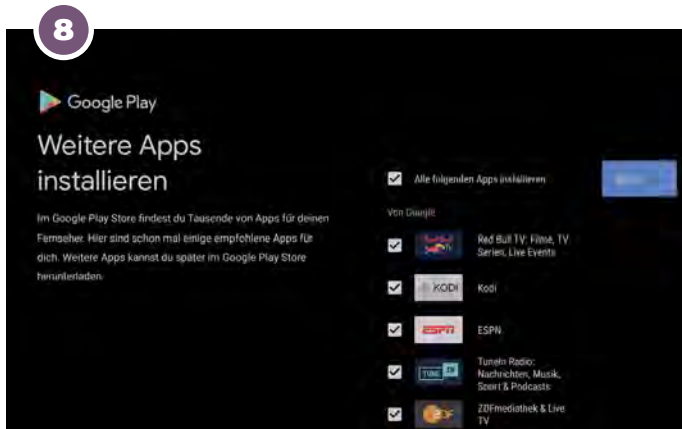 8
Google Play
Weitere Apps
installieren
Im Google Play Store findest du Tausende von Apps für deinen
Fernseher. Hier sind schon mal einige empfohlene Apps für
dich. Weitere Apps kannst du später im Google Play Store
herunterladen.
Alle folgenden Apps installieren
Von Google
Red Bull TV: Filme, TV
Serien, Live Events
KODI
Kodi
ESPN
ESPN
TuneIn Radio:
Nachrichten, Musik,
Sport & Podcasts
ZDF
ZDFmediathek & Live
TV